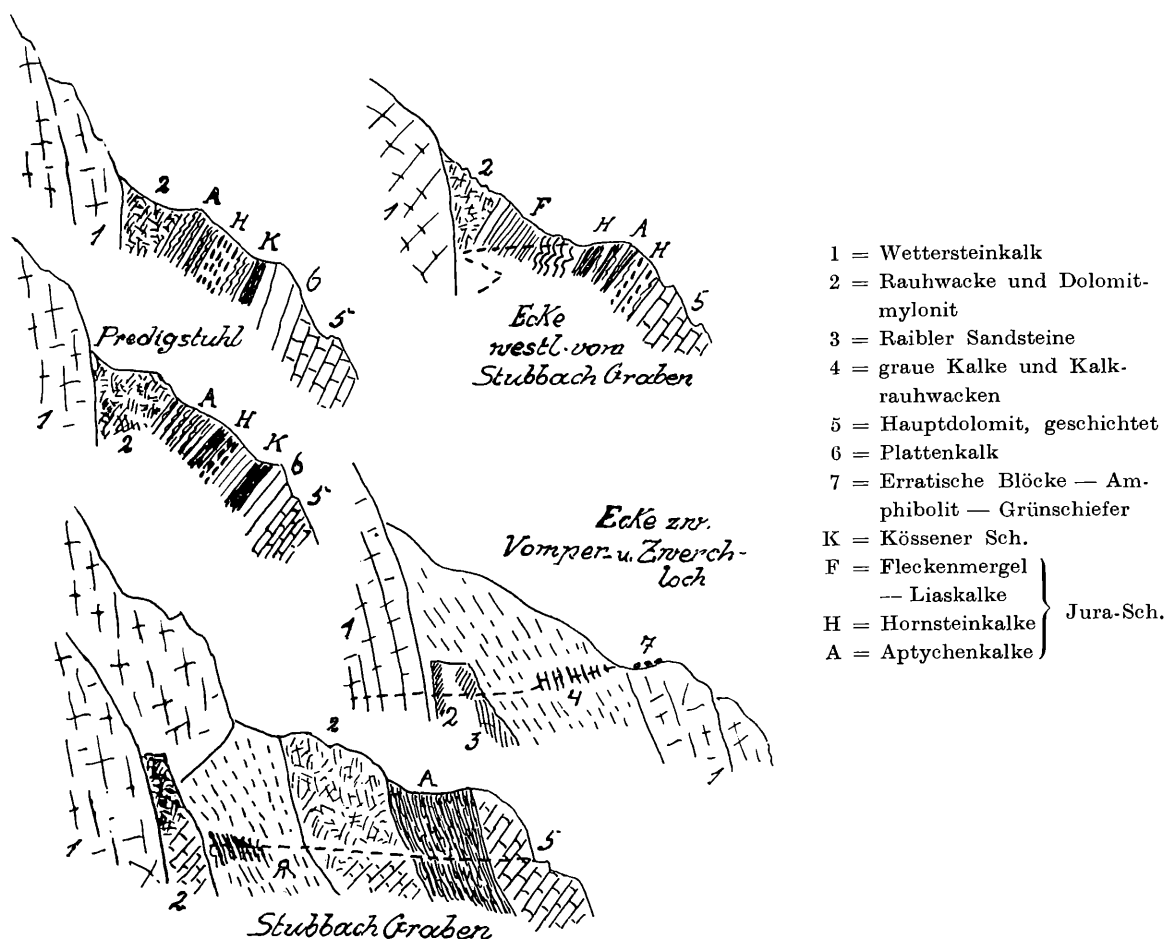 2 A H K 6 5
1
Predigstuhl
2 F H A H 5
1
Ecke
westl. vom
Stubbach Graben
A H K 6 5
1 2
Ecke zw.
Vomper- u. Zwerch-
loch
1 7
4
2 3 1
2 A 5
1 2
Stubbach Graben
1 = Wettersteinkalk
2 = Rauhwacke und Dolomit-
mylonit
3 = Raibler Sandsteine
4 = graue Kalke und Kalk-
rauhwacken
5 = Hauptdolomit, geschichtet
6 = Plattenkalk
7 = Erratische Blöcke — Am-
phibolit — Grünschiefer
K = Kössener Sch.
F = Fleckenmergel
— Liaskalke
H = Hornsteinkalke
A = Aptychenkalke
Jura-Sch.